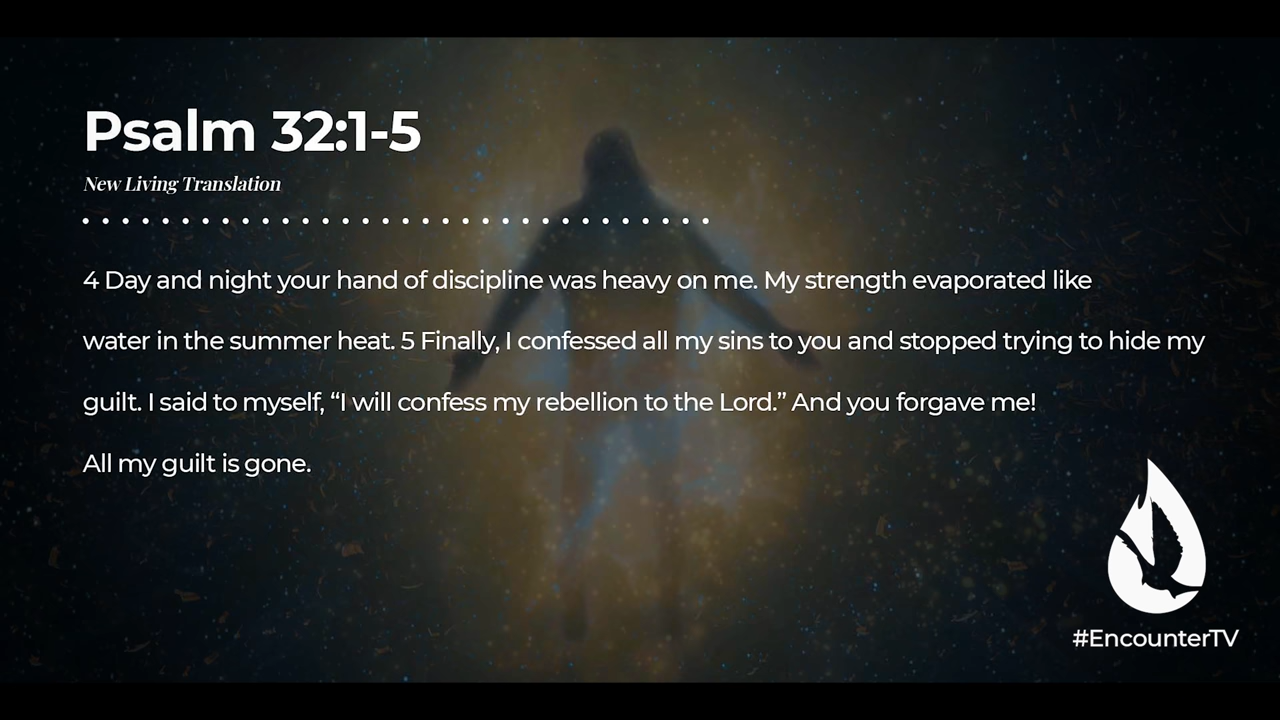 Psalm 32:1-5
New Living Translation
4 Day and night your hand of discipline was heavy on me. My strength evaporated like
water in the summer heat. 5 Finally, I confessed all my sins to you and stopped trying to hide my
guilt. I said to myself, “I will confess my rebellion to the Lord.” And you forgave me!
All my guilt is gone.
#EncounterTV